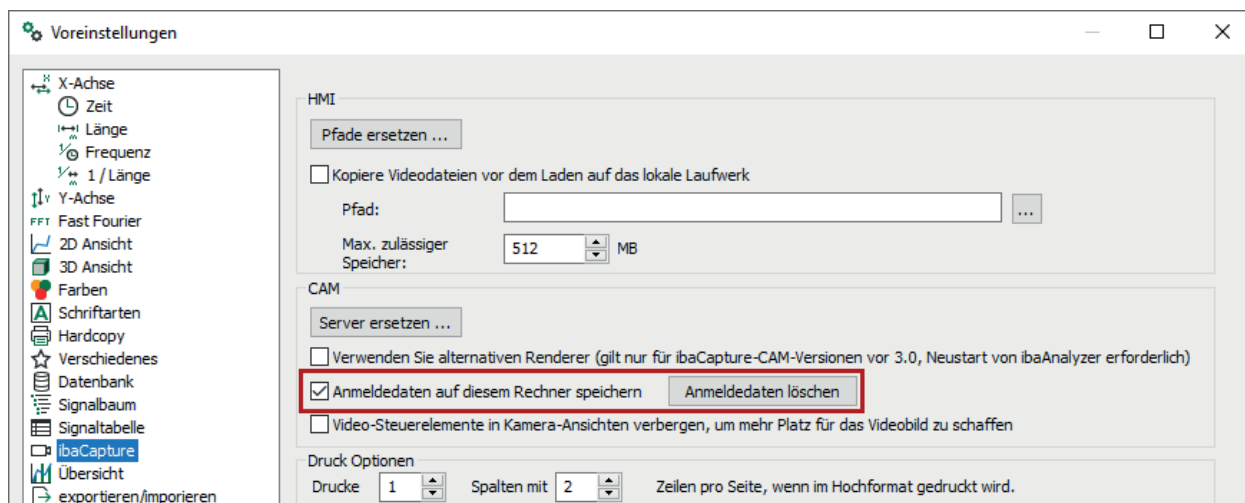 Voreinstellungen
X-Achse
Zeit
Länge
Frequenz
1 / Länge
Y-Achse
FFT Fast Fourier
2D Ansicht
3D Ansicht
Farben
Schriftarten
Hardcopy
Verschiedenes
Datenbank
Signalbaum
Signaltabelle
ibaCapture
Übersicht
exportieren/imporieren
HMI
Pfade ersetzen ...
Kopiere Videodateien vor dem Laden auf das lokale Laufwerk
Pfad: ...
Max. zulässiger
Speicher: 512 MB
CAM
Server ersetzen ...
Verwenden Sie alternativen Renderer (gilt nur für ibaCapture-CAM-Versionen vor 3.0, Neustart von ibaAnalyzer erforderlich)
Anmeldedaten auf diesem Rechner speichern Anmeldedaten löschen
Video-Steuerelemente in Kamera-Ansichten verbergen, um mehr Platz für das Videobild zu schaffen
Druck Optionen
Drucke 1 Spalten mit 2 Zeilen pro Seite, wenn im Hochformat gedruckt wird.